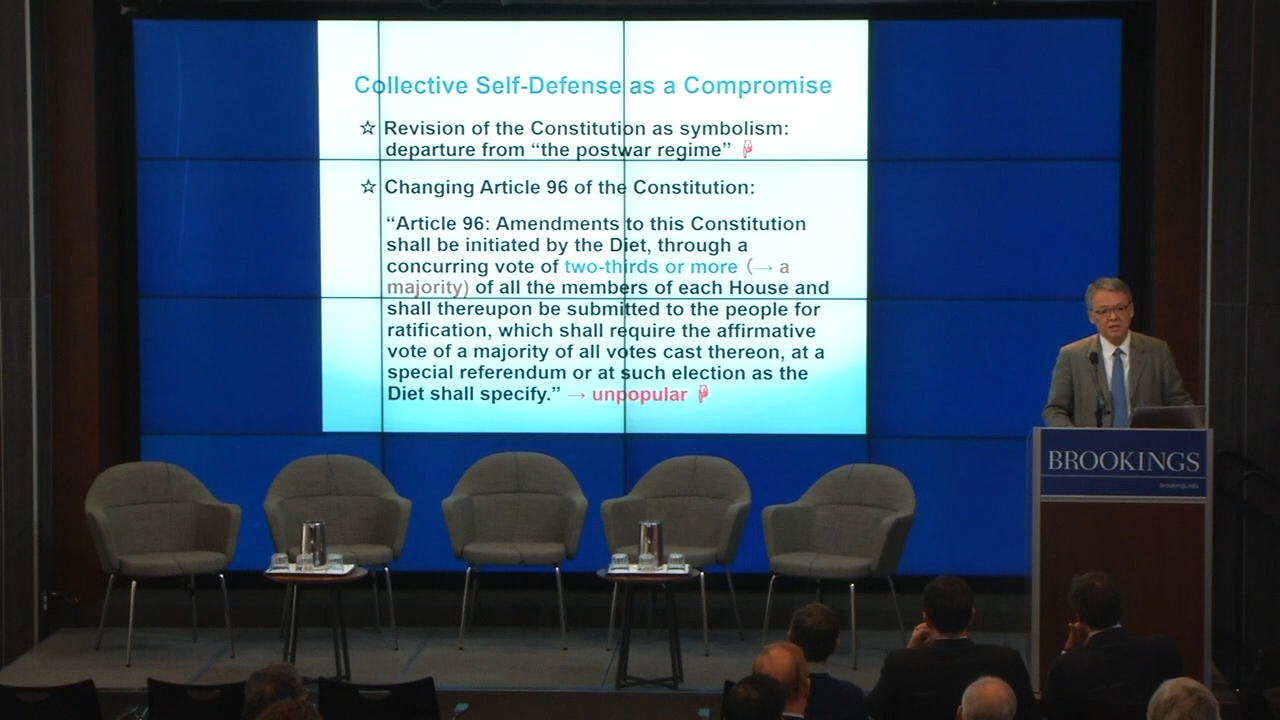 Collective Self-Defense as a Compromise
☆ Revision of the Constitution as symbolism:
departure from “the postwar regime” ☟
☆ Changing Article 96 of the Constitution:
“Article 96: Amendments to this Constitution
shall be initiated by the Diet, through a
concurring vote of two-thirds or more (→ a
majority) of all the members of each House and
shall thereupon be submitted to the people for
ratification, which shall require the affirmative
vote of a majority of all votes cast thereon, at a
special referendum or at such election as the
Diet shall specify.” → unpopular ☟
BROOKINGS
brookings.edu